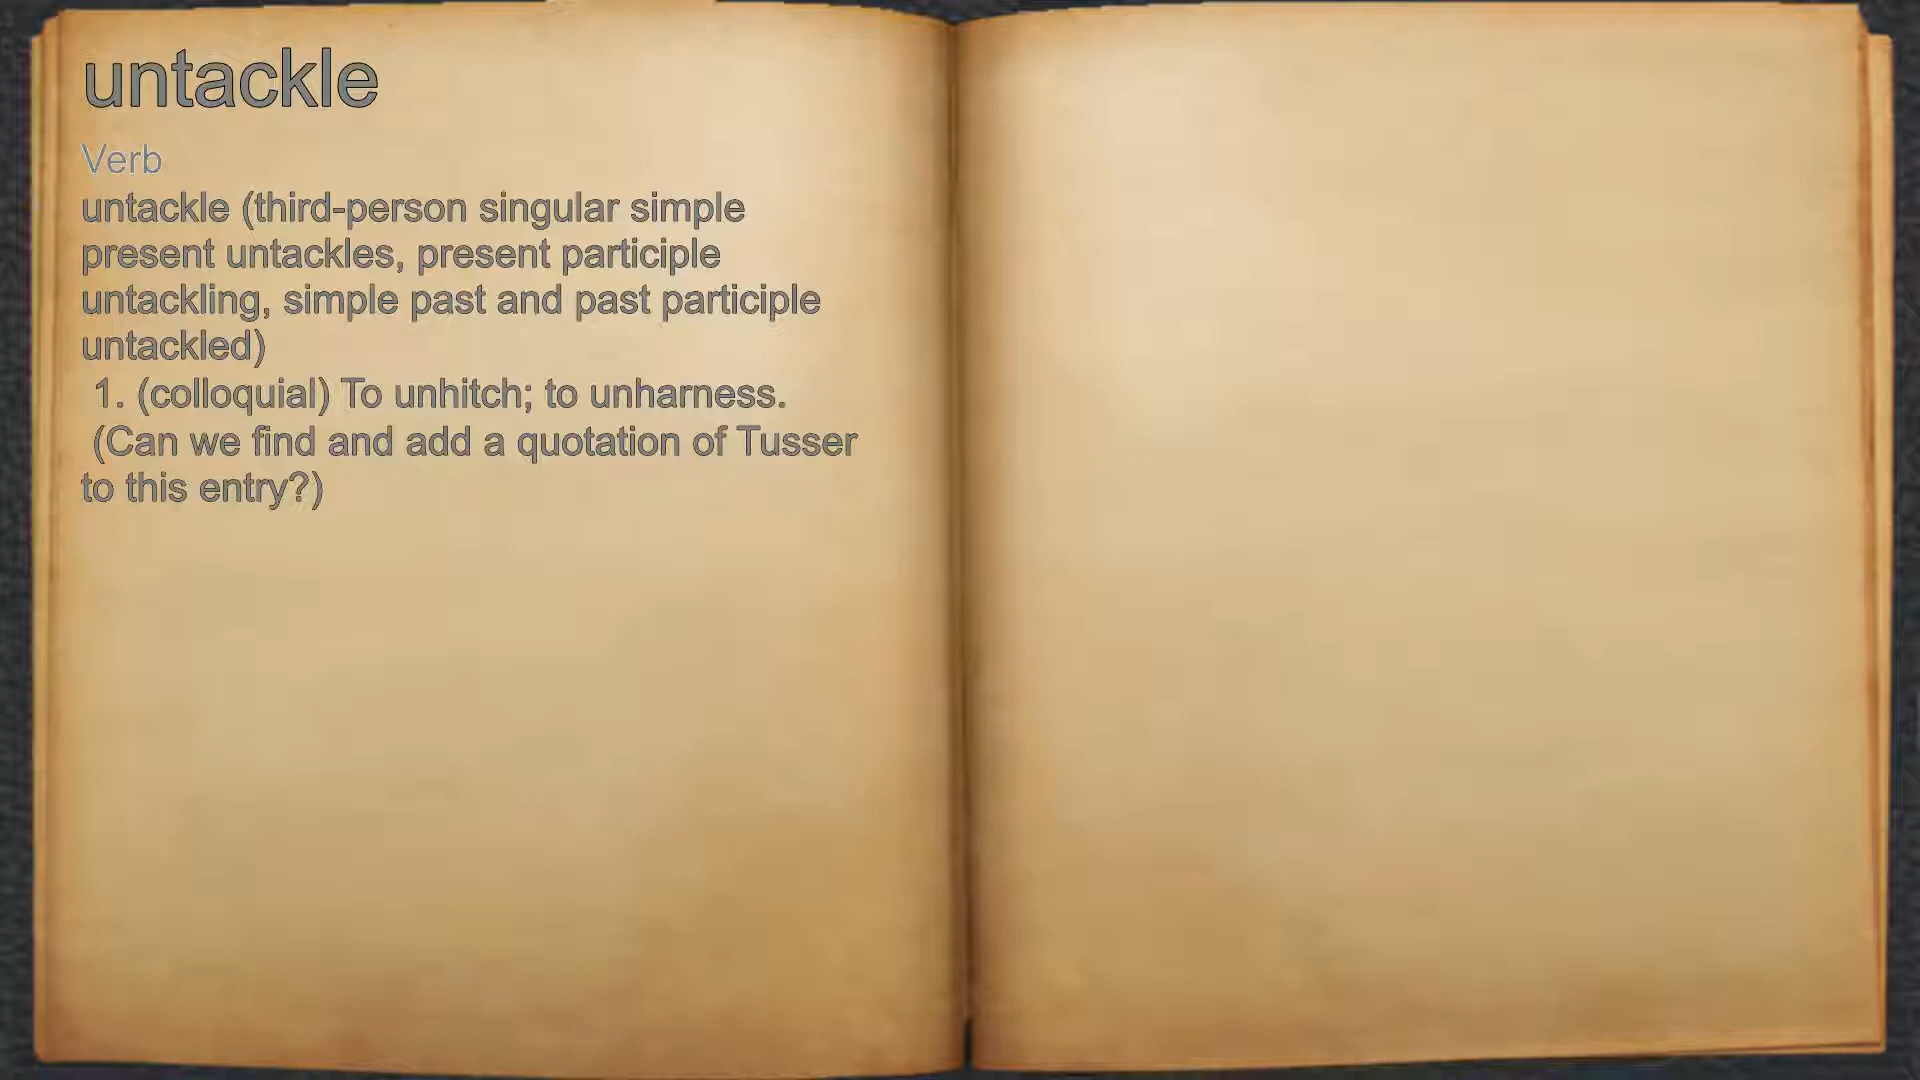 untackle
Verb
untackle (third-person singular simple
present untackles, present participle
untackling, simple past and past participle
untackled)
1. (colloquial) To unhitch; to unharness.
(Can we find and add a quotation of Tusser
to this entry?)